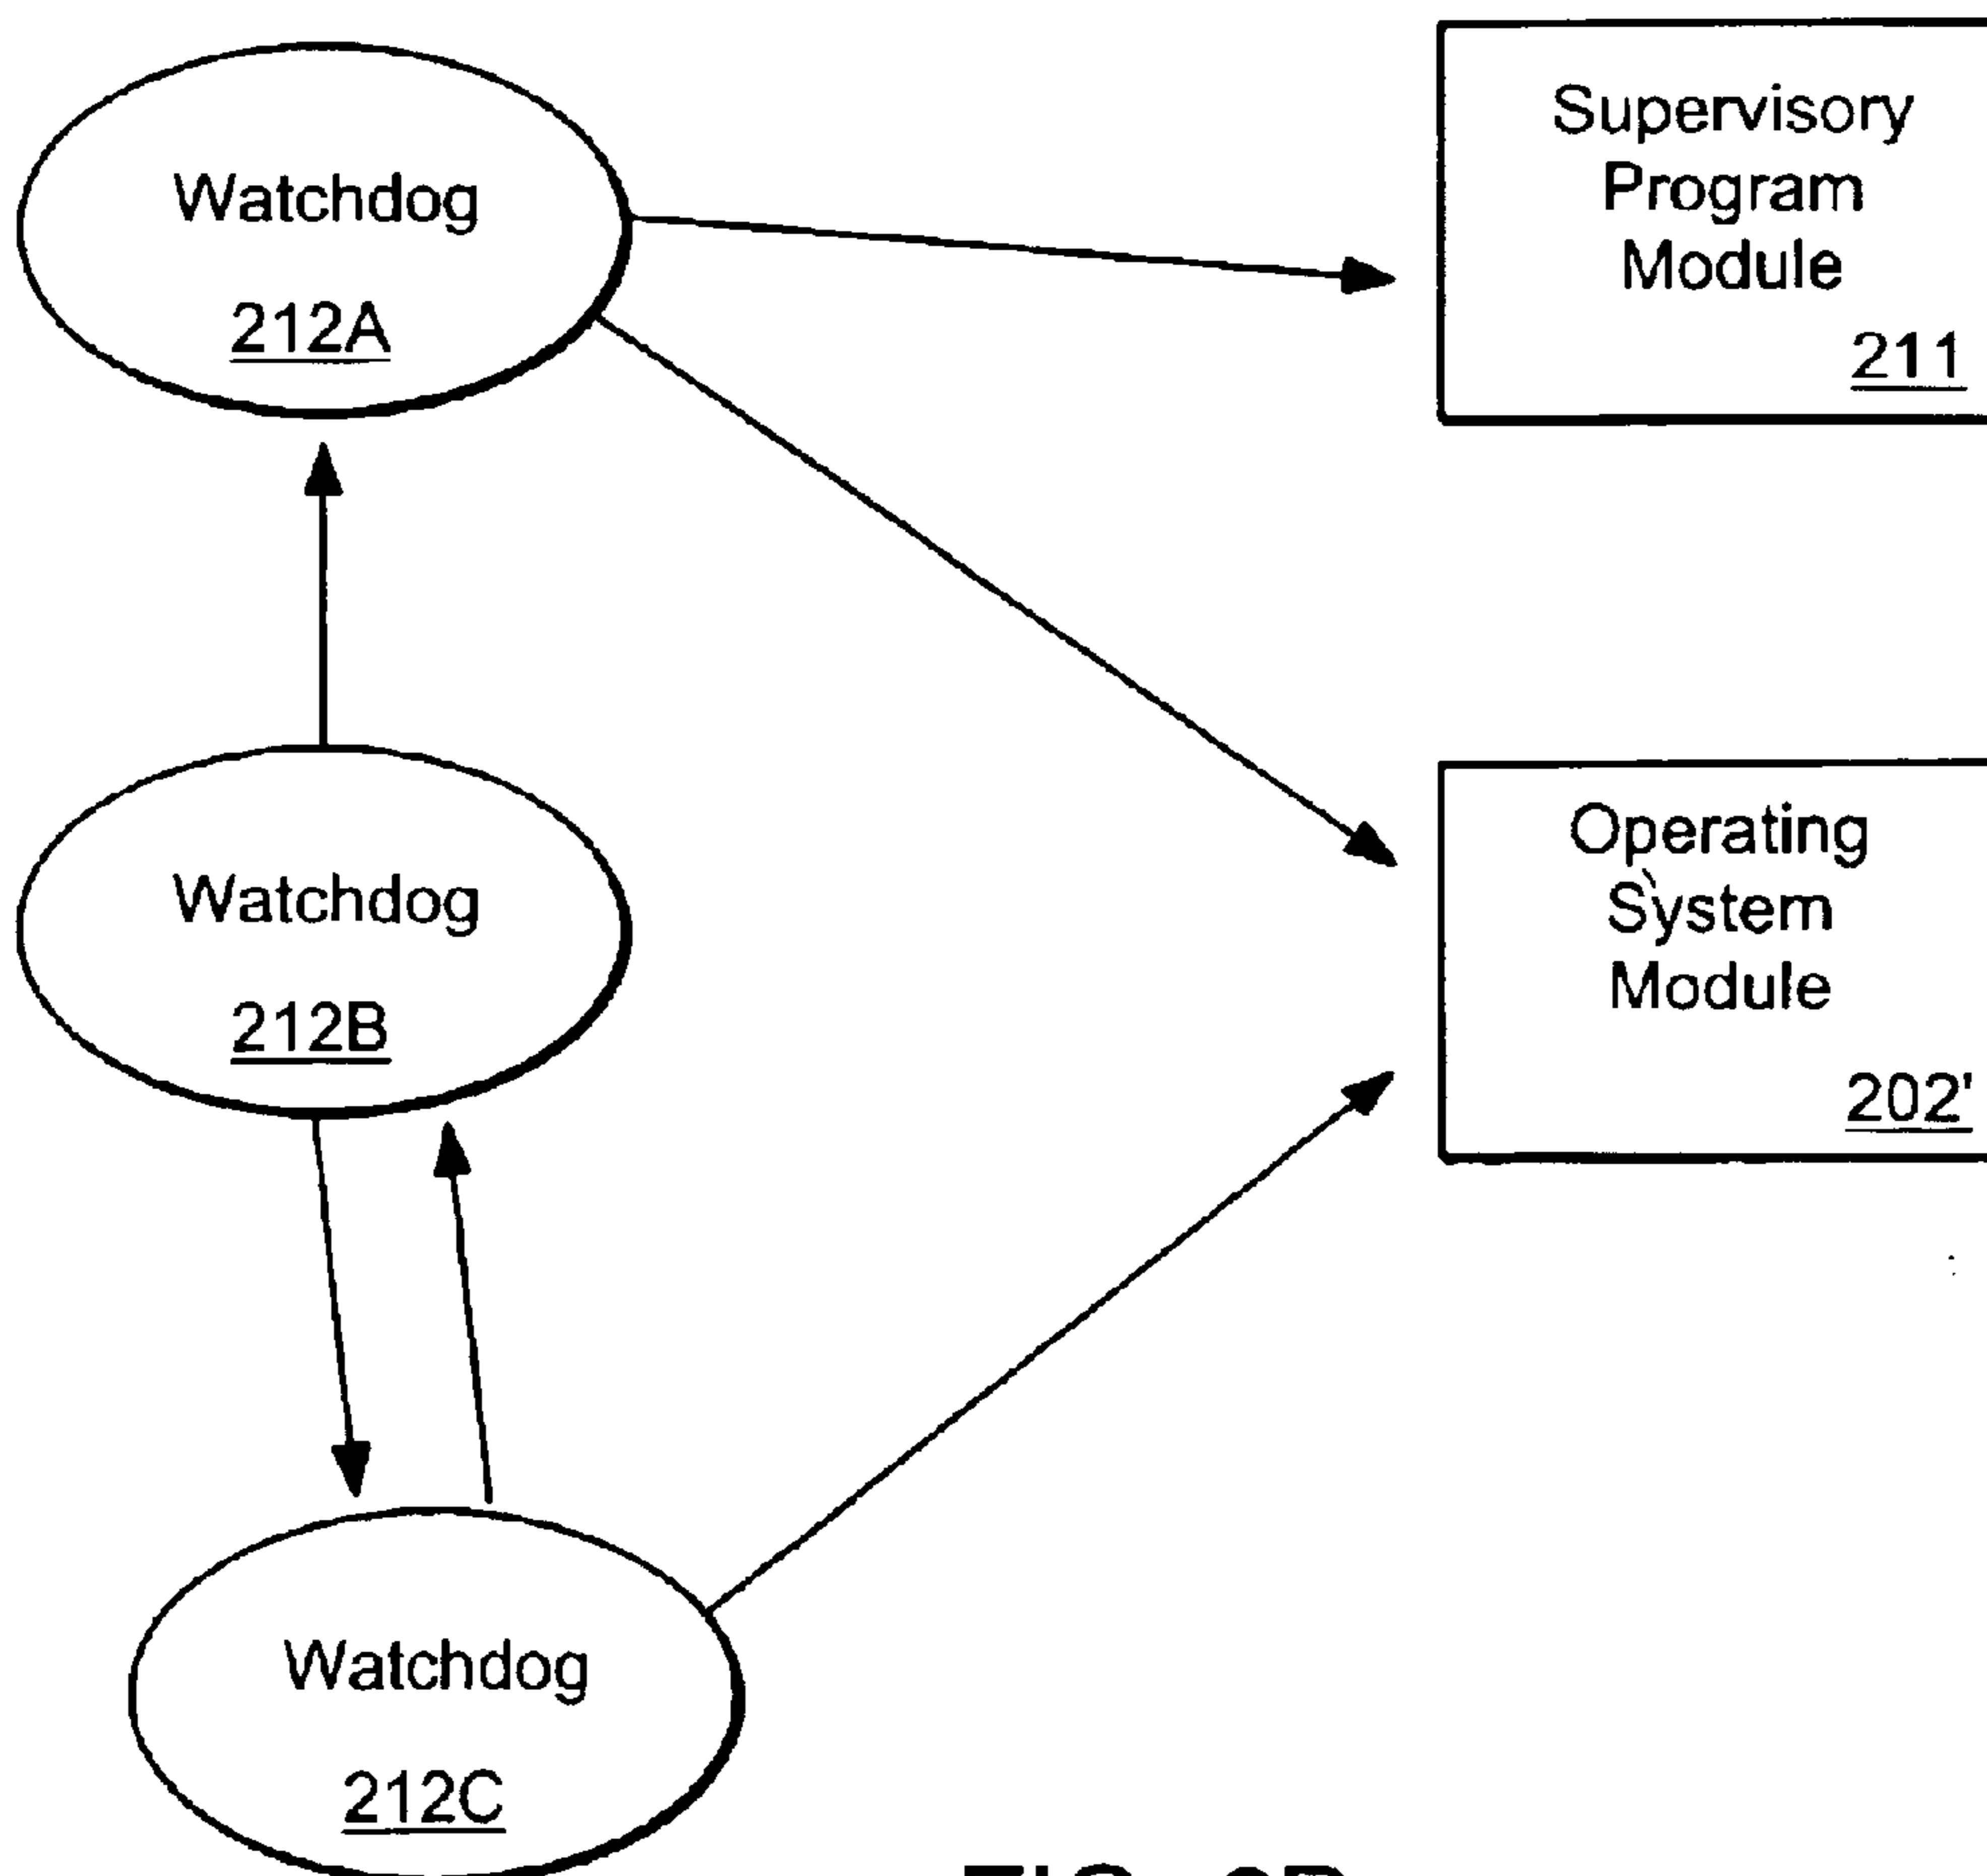 Watchdog
212A
Supervisory
Program
Module
211
Watchdog
212B
Operating
System
Module
202'
Watchdog
212C